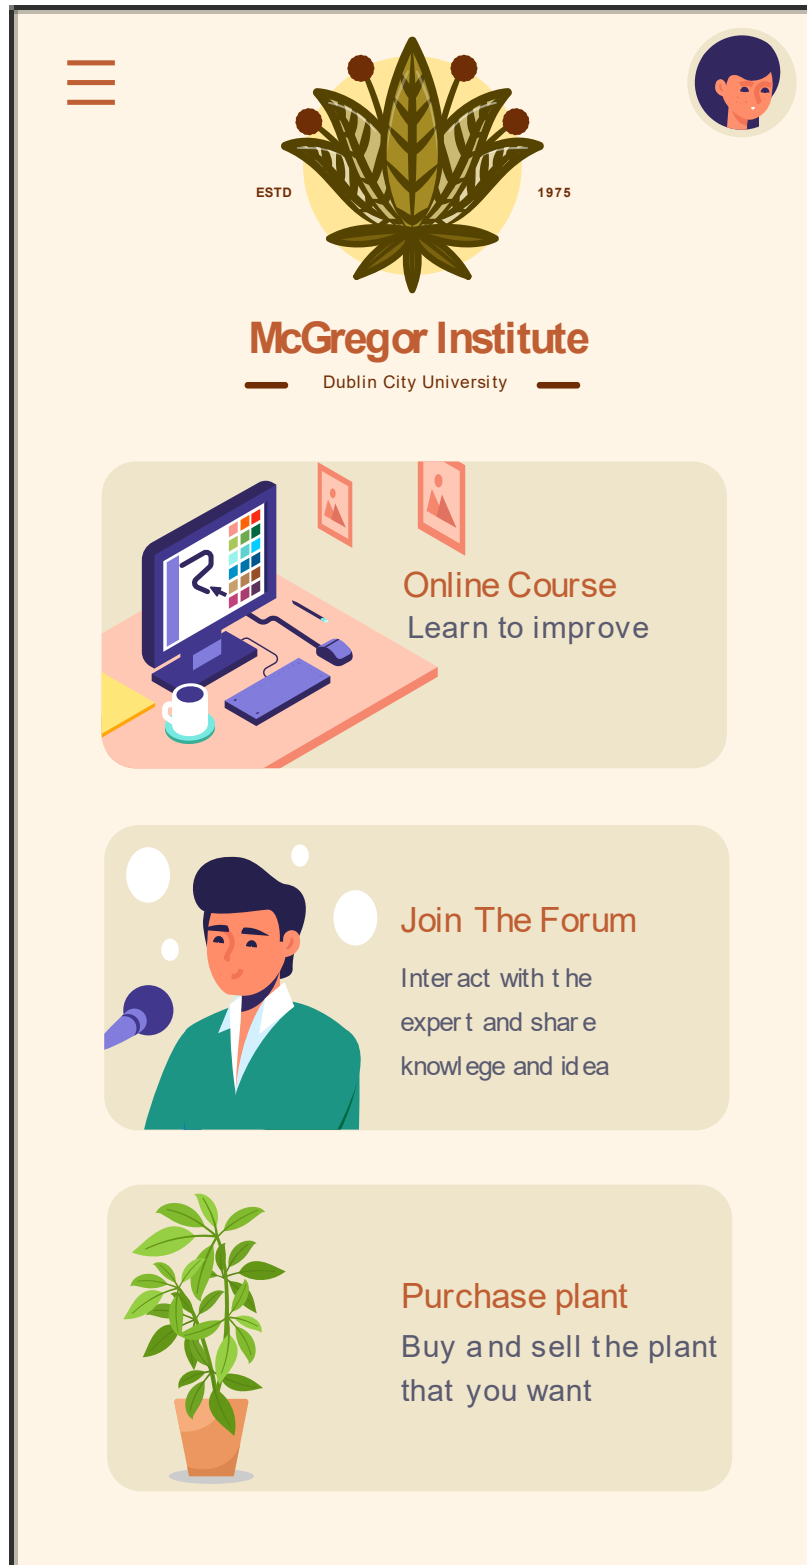 ESTD
1975
McGregor Institute
Dublin City University
Online Course
Learn to improve
Join The Forum
Interact with the
expert and share
knowlege and idea
Purchase plant
Buy and sell the plant
that you want